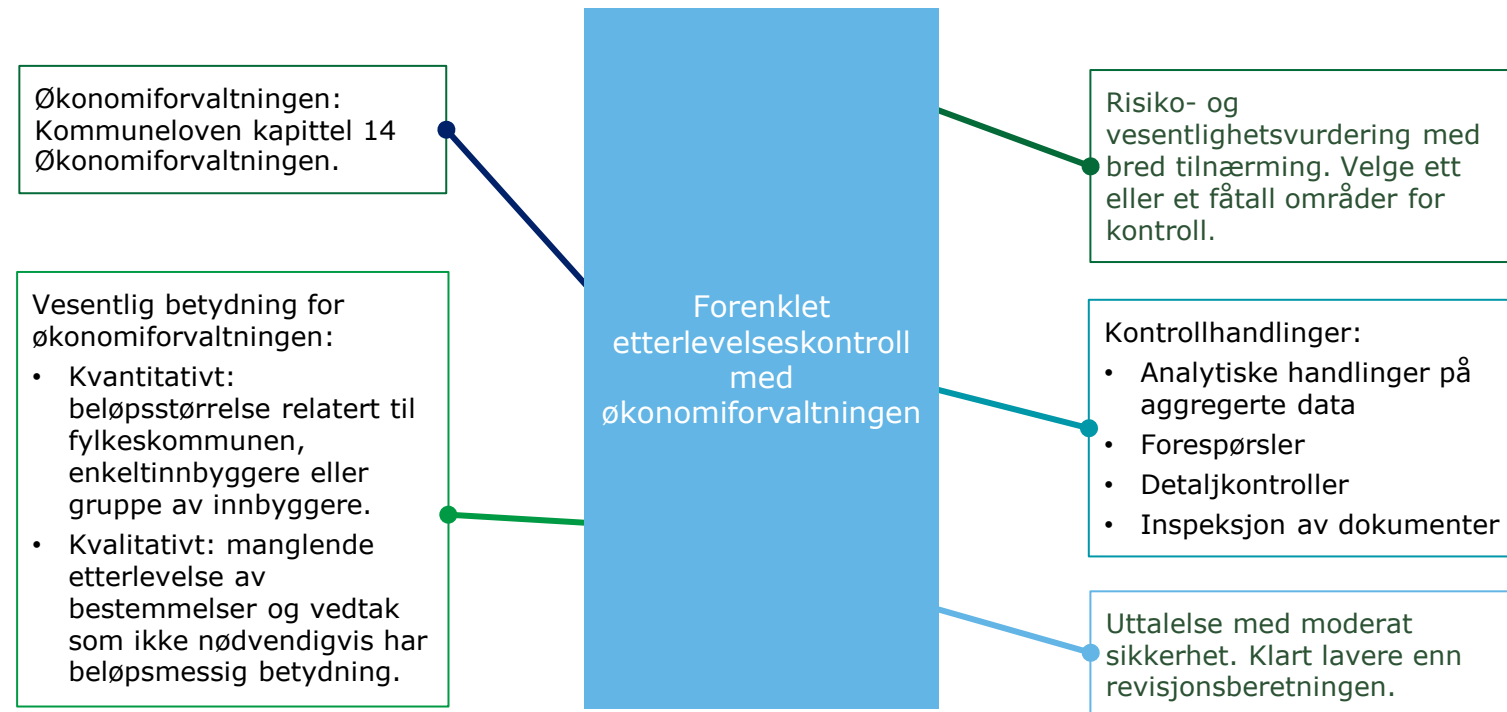 Økonomiforvaltningen:
Kommuneloven kapittel 14
Økonomiforvaltningen.
Vesentlig betydning for
økonomiforvaltningen:
• Kvantitativt:
beløpsstørrelse relatert til
fylkeskommunen,
enkeltinnbyggere eller
gruppe av innbyggere.
• Kvalitativt: manglende
etterlevelse av
bestemmelser og vedtak
som ikke nødvendigvis har
beløpsmessig betydning.
Forenklet
etterlevelseskontroll
med
økonomiforvaltningen
Risiko- og
vesentlighetsvurdering med
bred tilnærming. Velge ett
eller et fåtall områder for
kontroll.
Kontrollhandlinger:
• Analytiske handlinger på
aggregerte data
• Forespørsler
• Detaljkontroller
• Inspeksjon av dokumenter
Uttalelse med moderat
sikkerhet. Klart lavere enn
revisjonsberetningen.